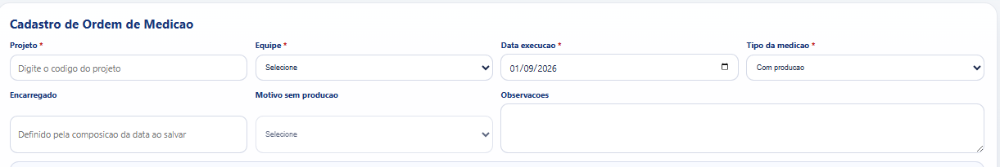 Cadastro de Ordem de Medicao
Projeto * Equipe * Data execucao * Tipo da medicao *
Digite o codigo do projeto Selecione 01/09/2026 Com producao
Encarregado Motivo sem producao Observacoes
Definido pela composicao da data ao salvar Selecione